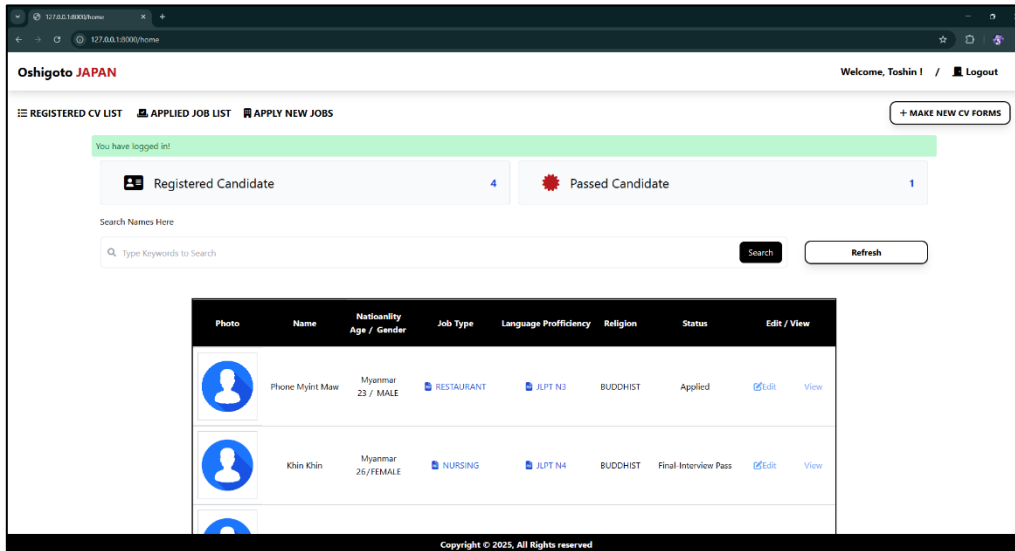 127.0.0.1:8000/home
127.0.0.1:8000/home
Oshigoto JAPAN
Welcome, Toshin ! / Logout
REGISTERED CV LIST APPLIED JOB LIST APPLY NEW JOBS
+ MAKE NEW CV FORMS
You have logged in!
Registered Candidate 4
Passed Candidate 1
Search Names Here
Type Keywords to Search
Search
Refresh
Photo Name Natioanlity Age / Gender Job Type Language Profficiency Religion Status Edit / View
Phone Myint Maw Myanmar 23 / MALE RESTAURANT JLPT N3 BUDDHIST Applied Edit View
Khin Khin Myanmar 26/FEMALE NURSING JLPT N4 BUDDHIST Final-Interview Pass Edit View
Copyright © 2025, All Rights reserved